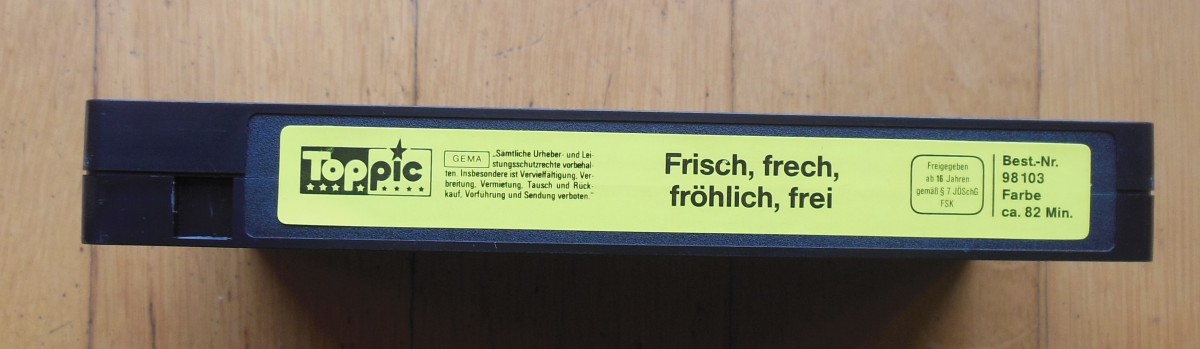 Toppic
GEMA
„Sämtliche Urheber- und Lei-
stungsschutzrechte vorbehal-
ten. Insbesondere ist Vervielfältigung, Ver-
breitung, Vermietung, Tausch und Rück-
kauf, Vorführung und Sendung verboten."
Frisch, frech,
fröhlich, frei
Freigegeben
ab 16 Jahren
gemäß § 7 JÖSchG
FSK
Best.-Nr.
98 103
Farbe
ca. 82 Min.